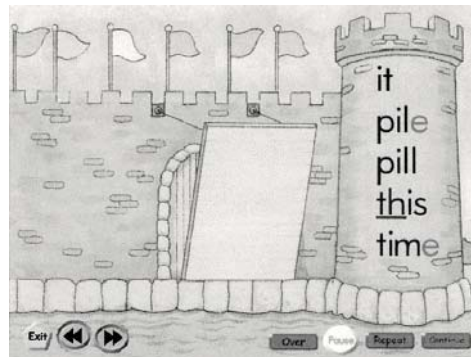 it
pile
pill
this
time
Exit
Over
Pause
Repeat
Continue